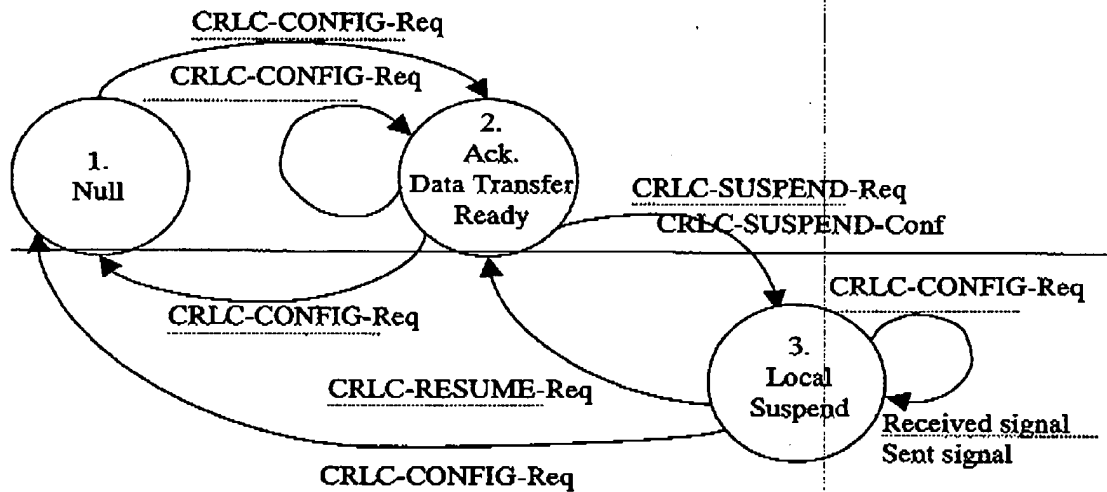 CRLC-CONFIG-Req
CRLC-CONFIG-Req
1.
Null
2.
Ack.
Data Transfer
Ready
CRLC-SUSPEND-Req
CRLC-SUSPEND-Conf
CRLC-CONFIG-Req
CRLC-CONFIG-Req
3.
Local
Suspend
CRLC-RESUME-Req
Received signal
Sent signal
CRLC-CONFIG-Req